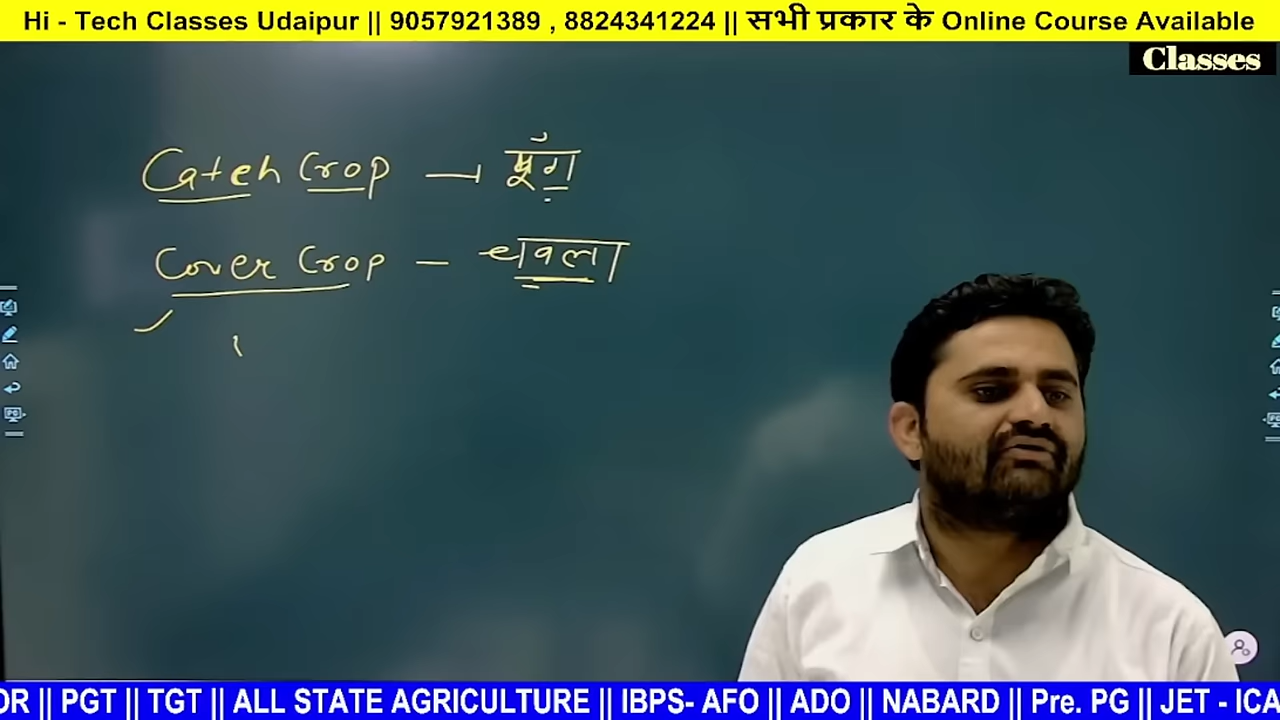 Hi - Tech Classes Udaipur || 9057921389 , 8824341224 || सभी प्रकार के Online Course Available
Classes
Catch Crop → मूँग
Cover Crop - चावला
OR || PGT || TGT || ALL STATE AGRICULTURE || IBPS- AFO || ADO || NABARD || Pre. PG || JET - ICA